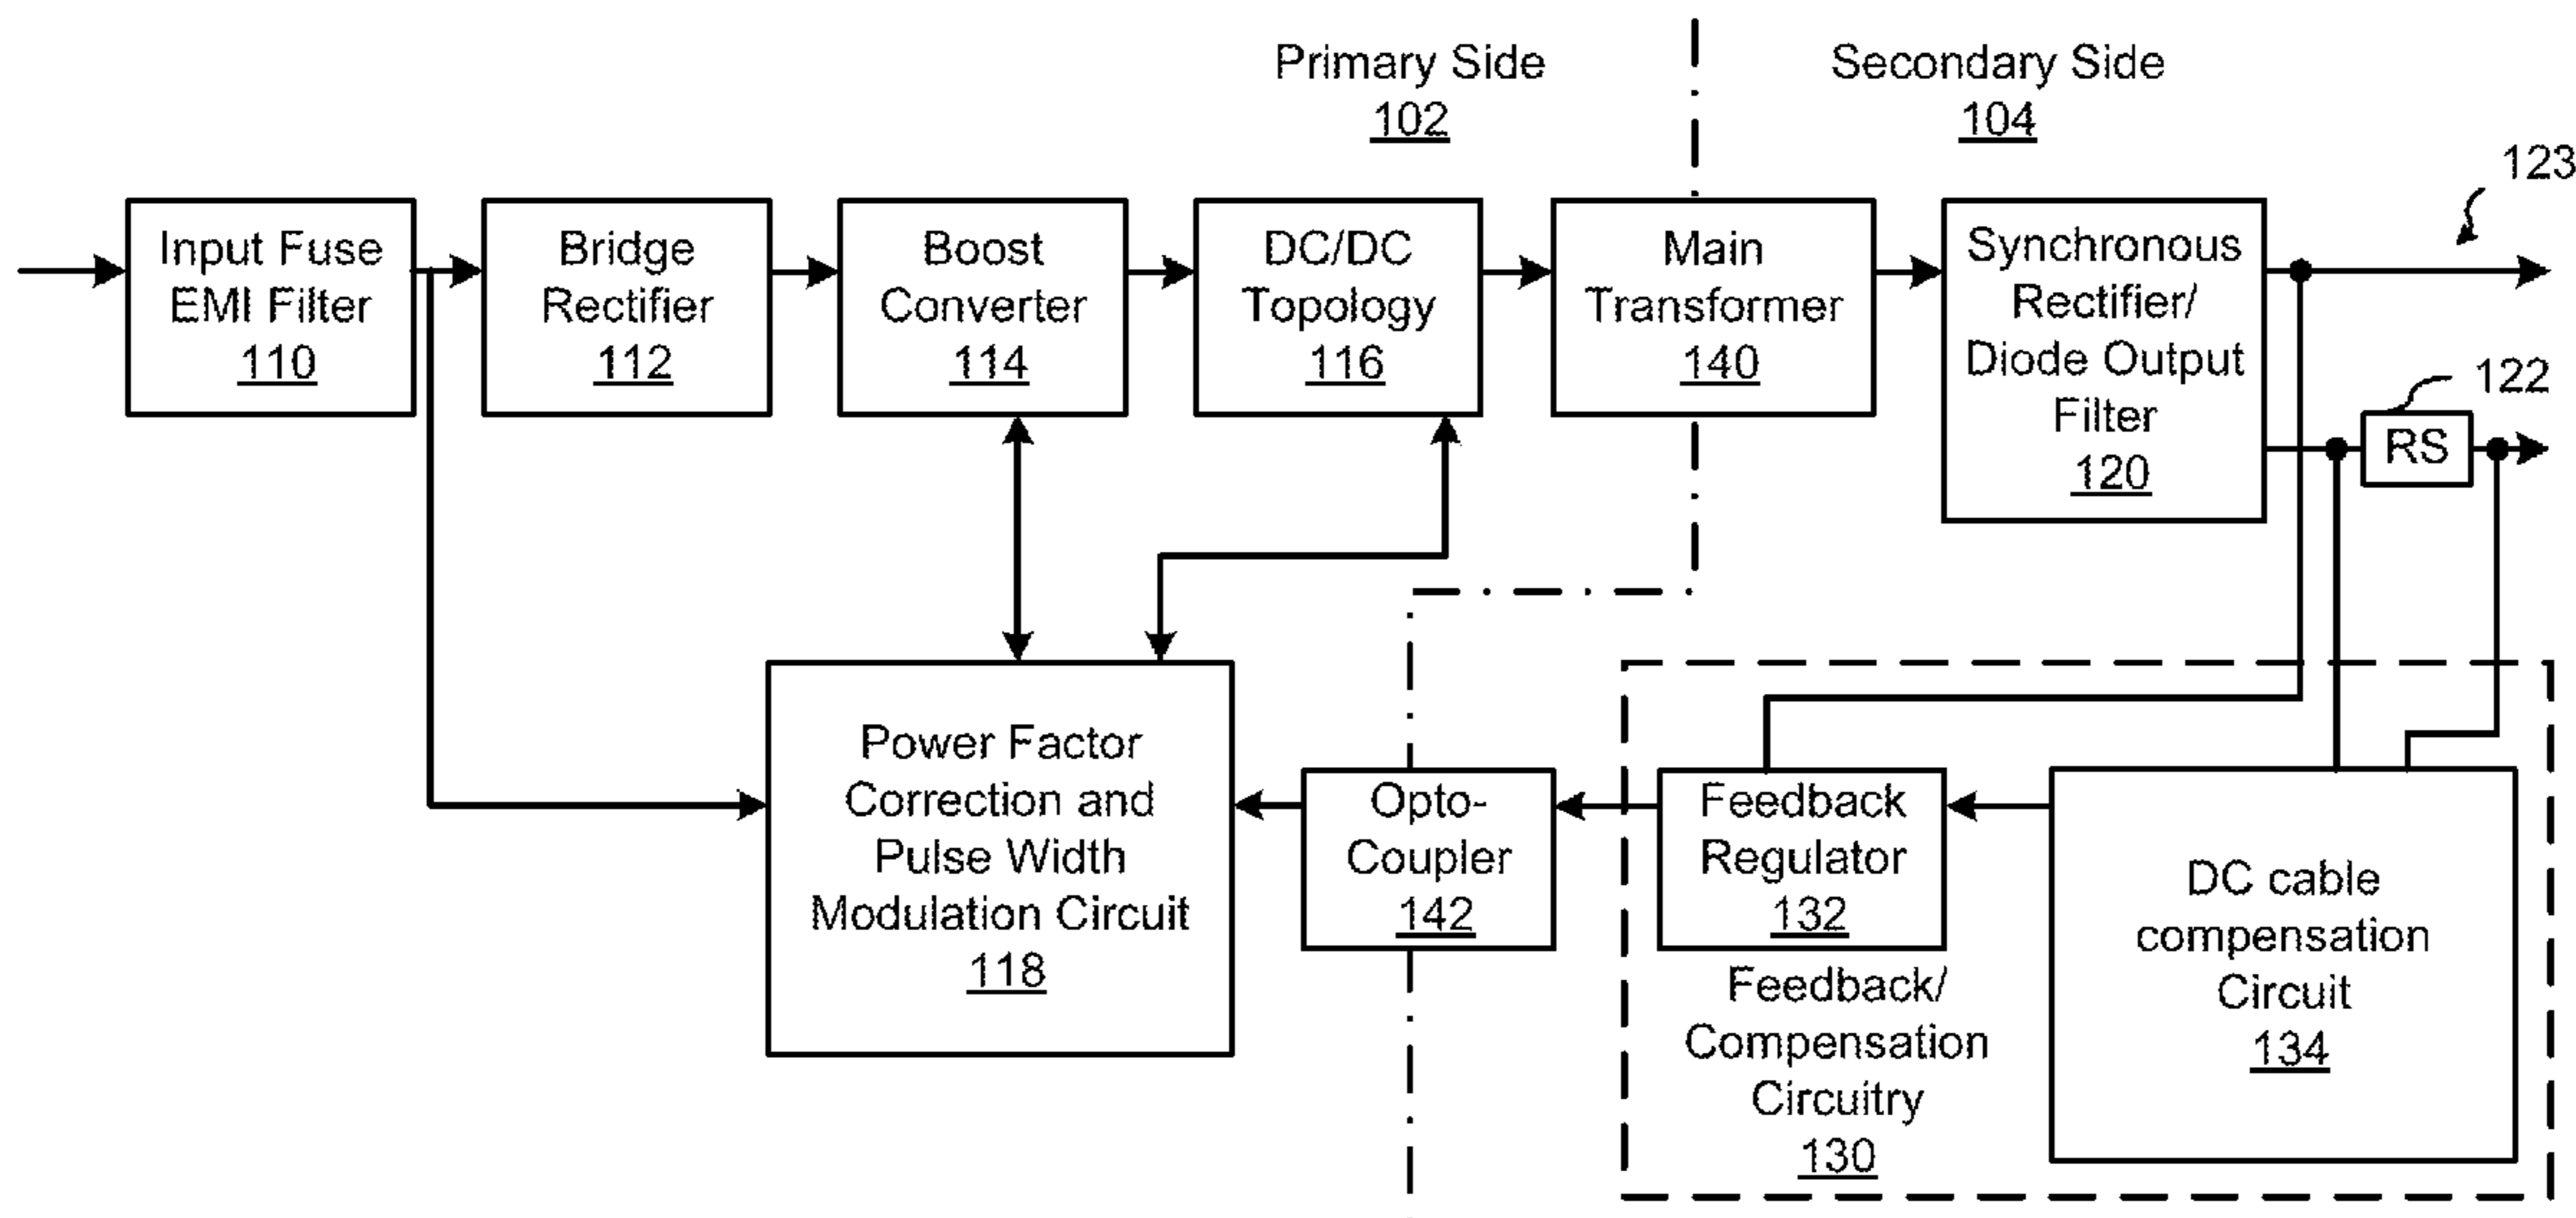 Primary Side
102
Secondary Side
104
123
Input Fuse
EMI Filter
110
Bridge
Rectifier
112
Boost
Converter
114
DC/DC
Topology
116
Main
Transformer
140
Synchronous
Rectifier/
Diode Output
Filter
120
122
RS
Power Factor
Correction and
Pulse Width
Modulation Circuit
118
Opto-
Coupler
142
Feedback
Regulator
132
Feedback/
Compensation
Circuitry
130
DC cable
compensation
Circuit
134